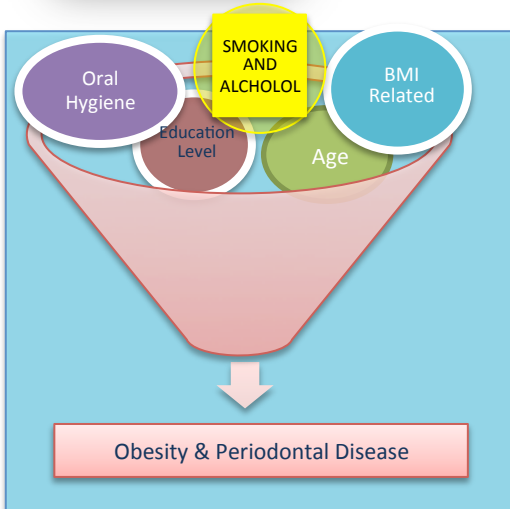 SMOKING
AND
ALCHOLOL
Oral
Hygiene
BMI
Related
Education
Level
Age
Obesity & Periodontal Disease